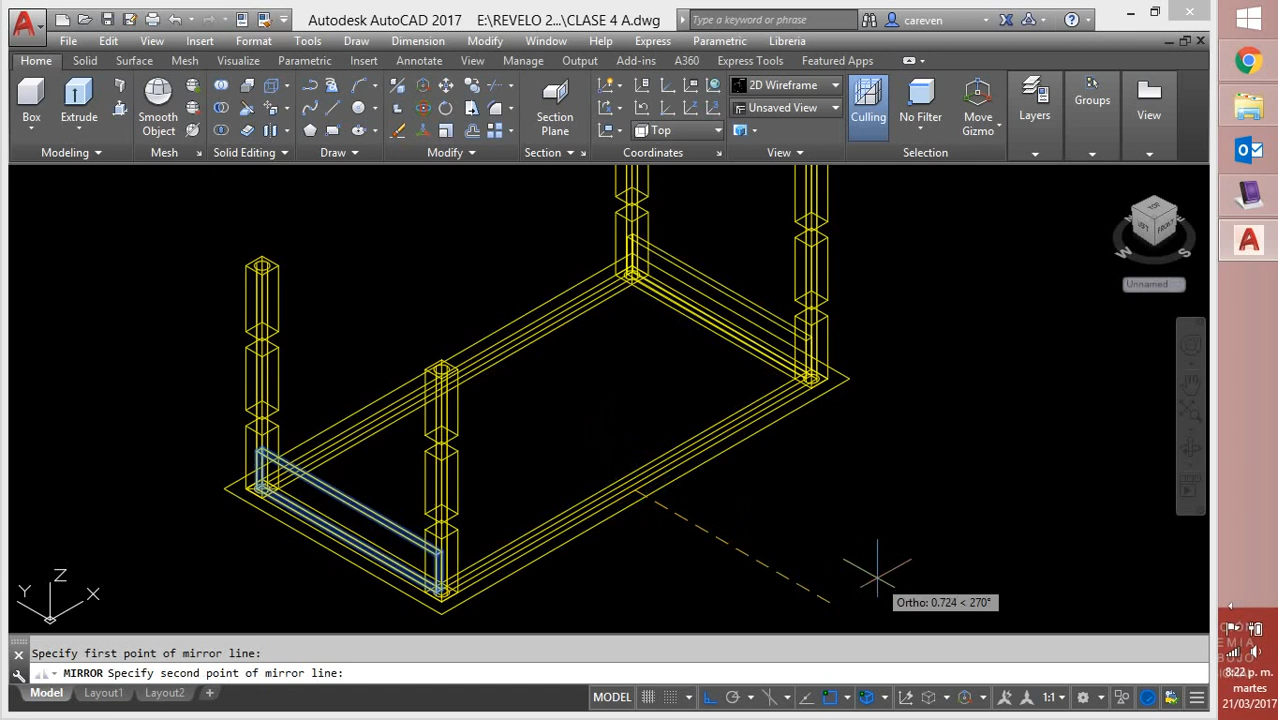 Autodesk AutoCAD 2017 E:\REVELO 2...\CLASE 4 A.dwg
Type a keyword or phrase
careven
File Edit View Insert Format Tools Draw Dimension Modify Window Help Express Parametric Libreria
Home Solid Surface Mesh Visualize Parametric Insert Annotate View Manage Output Add-ins A360 Express Tools Featured Apps
Box
Extrude
Smooth
Object
Section
Plane
2D Wireframe
Unsaved View
Top
Culling
No Filter
Move
Gizmo
Layers
Groups
View
Modeling Mesh Solid Editing Draw Modify Section Coordinates View Selection
TOP
LEFT
FRONT
W
S
Unnamed
Z
Y
X
Ortho: 0.724 < 270°
Specify first point of mirror line:
MIRROR Specify second point of mirror line:
Model Layout1 Layout2 +
MODEL
1:1
8:22 p. m.
martes
21/03/2017